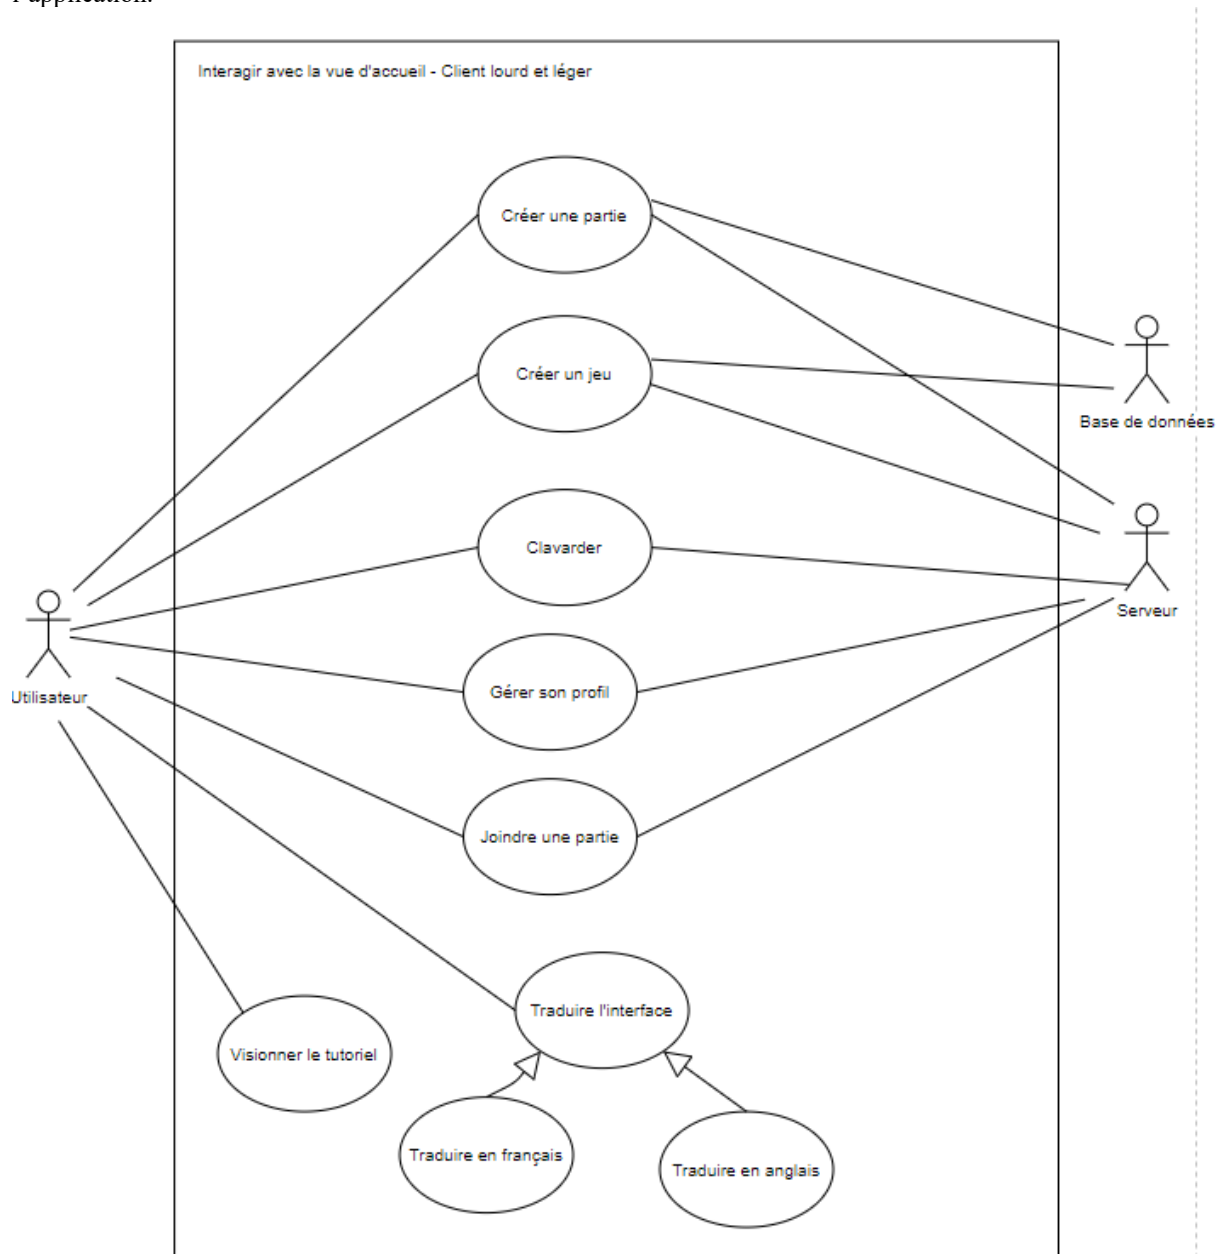 l'application.
Interagir avec la vue d'accueil - Client lourd et léger
Créer une partie
Créer un jeu
Base de données
Clavarder
Serveur
Utilisateur
Gérer son profil
Joindre une partie
Traduire l'interface
Visionner le tutoriel
Traduire en français
Traduire en anglais